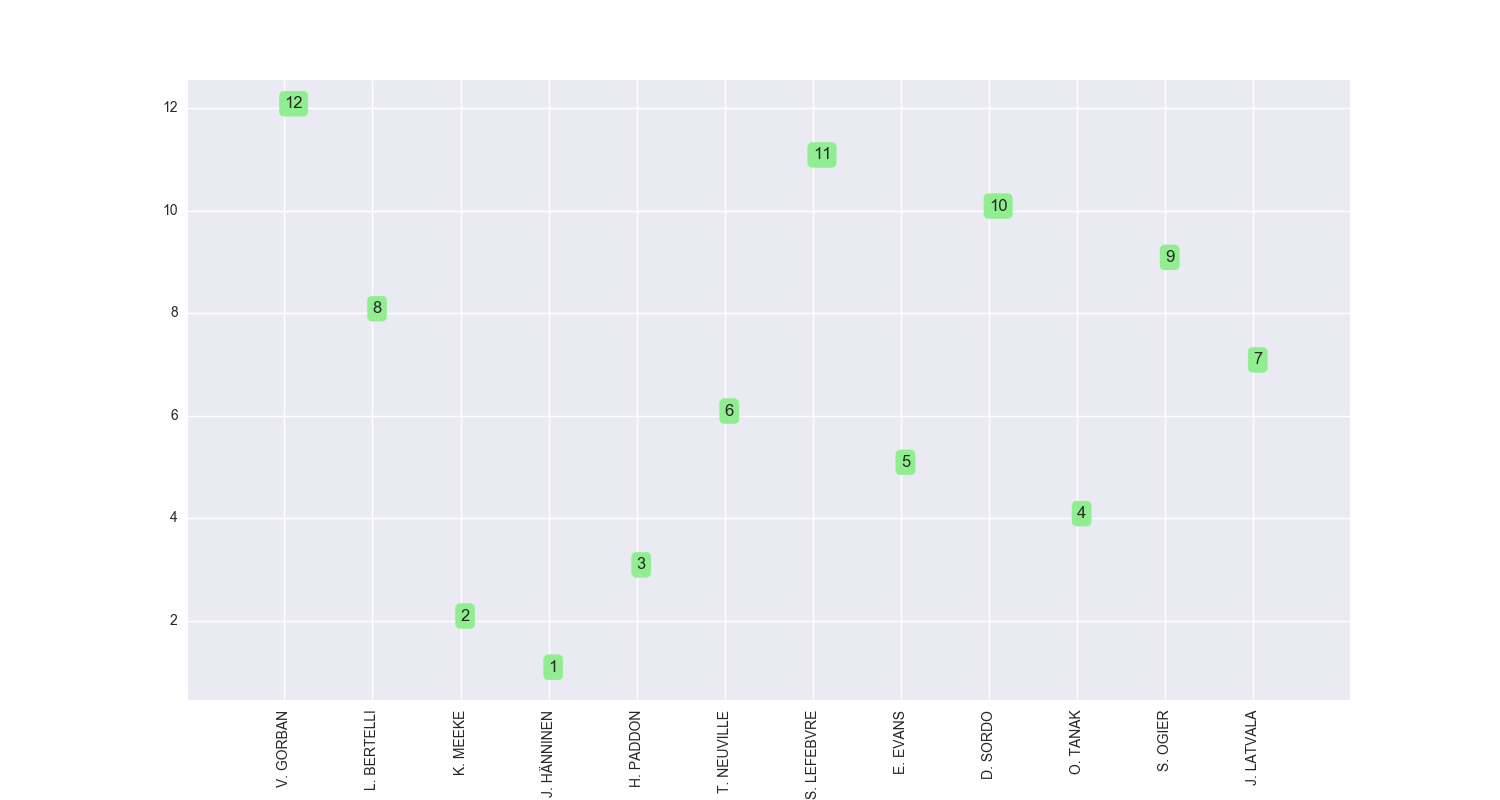 12
10
8
6
4
2
12
11
10
9
8
7
6
5
4
3
2
1
V. GORBAN
L. BERTELLI
K. MEEKE
J. HÄNNINEN
H. PADDON
T. NEUVILLE
S. LEFEBVRE
E. EVANS
D. SORDO
O. TANAK
S. OGIER
J. LATVALA